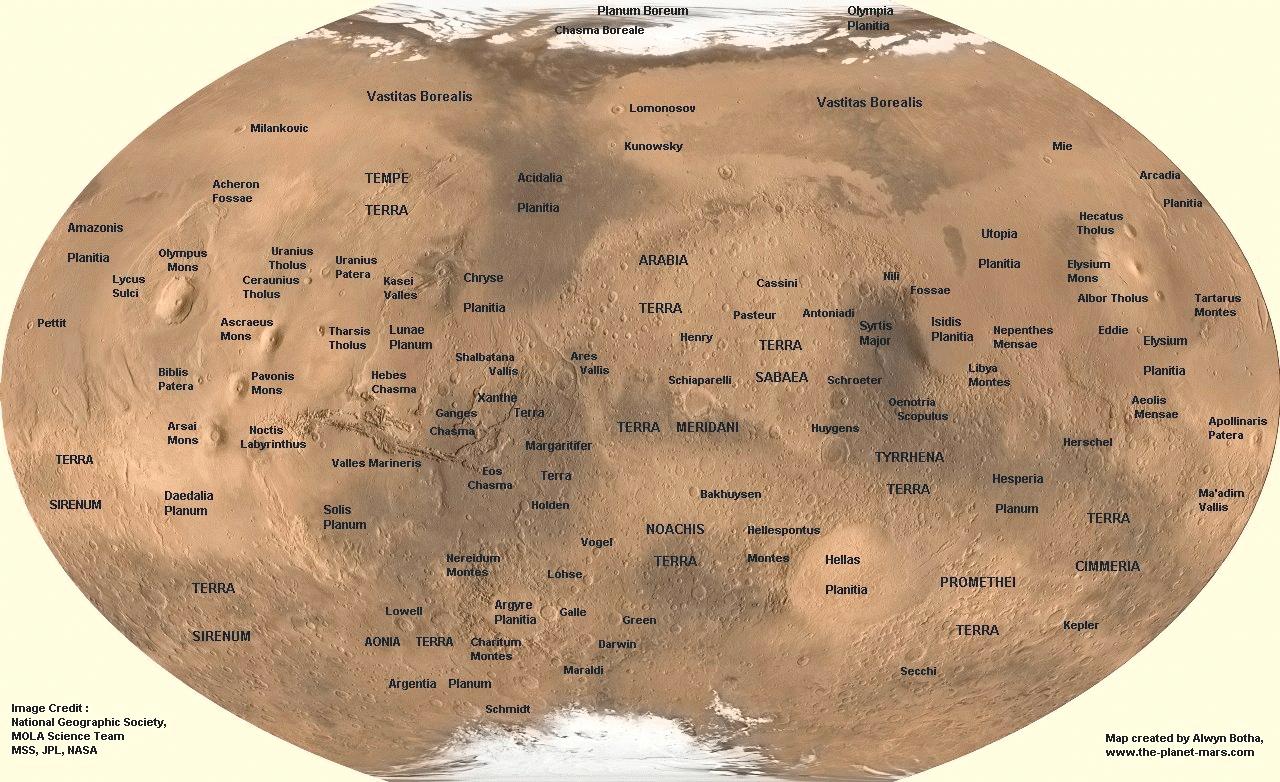 Planum Boreum
Olympia
Planitia
Chasma Boreale
Vastitas Borealis
Vastitas Borealis
Lomonosov
Milankovic
Kunowsky
Mie
TEMPE
TERRA
Acidalia
Planitia
Arcadia
Planitia
Acheron
Fossae
Amazonis
Planitia
Hecatus
Tholus
Utopia
Planitia
Olympus
Mons
Uranius
Tholus
Uranius
Patera
ARABIA
TERRA
Elysium
Mons
Lycus
Sulci
Ceraunius
Tholus
Kasei
Valles
Chryse
Planitia
Cassini
Nili
Fossae
Albor Tholus
Tartarus
Montes
Pettit
Ascraeus
Mons
Tharsis
Tholus
Lunae
Planum
Henry
Pasteur
Antoniadi
Syrtis
Major
Isidis
Planitia
Nepenthes
Mensae
Eddie
Elysium
Planitia
TERRA
SABAEA
Shalbatana
Vallis
Ares
Vallis
Biblis
Patera
Pavonis
Mons
Hebes
Chasma
Schiaparelli
Schroeter
Libya
Montes
Xanthe
Terra
Ganges
Chasma
Oenotria
Scopulus
Aeolis
Mensae
Apollinaris
Patera
Arsai
Mons
Noctis
Labyrinthus
TERRA MERIDANI
Huygens
Herschel
Margaritifer
Terra
TERRA
SIRENUM
Valles Marineris
Eos
Chasma
TYRRHENA
TERRA
Hesperia
Planum
Daedalia
Planum
Solis
Planum
Holden
Bakhuysen
Ma'adim
Vallis
TERRA
CIMMERIA
NOACHIS
TERRA
Hellespontus
Montes
Vogel
Hellas
Planitia
Nereidum
Montes
Lohse
PROMETHEI
TERRA
TERRA
SIRENUM
Lowell
Argyre
Planitia
Galle
Green
Kepler
AONIA TERRA
Charitum
Montes
Darwin
Maraldi
Secchi
Argentia Planum
Schmidt
Image Credit :
National Geographic Society,
MOLA Science Team
MSS, JPL, NASA
Map created by Alwyn Botha,
www.the-planet-mars.com